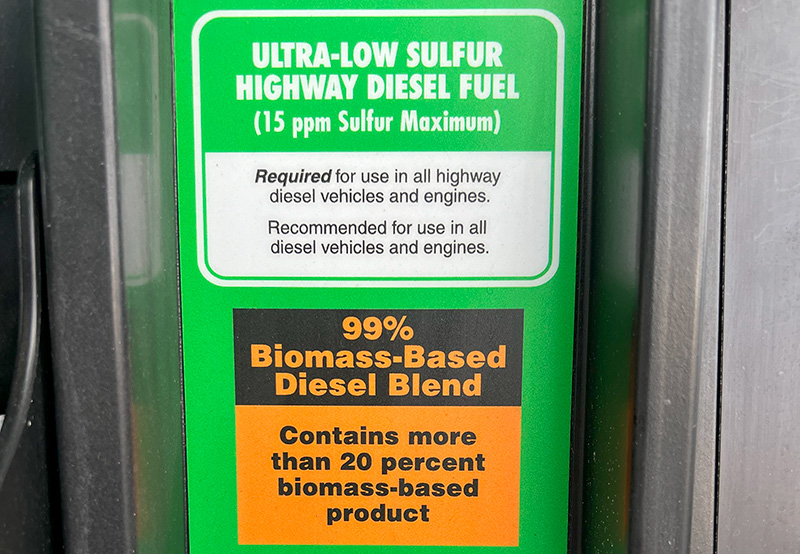 ULTRA-LOW SULFUR
HIGHWAY DIESEL FUEL
(15 ppm Sulfur Maximum)
Required for use in all highway
diesel vehicles and engines.
Recommended for use in all
diesel vehicles and engines.
99%
Biomass-Based
Diesel Blend
Contains more
than 20 percent
biomass-based
product